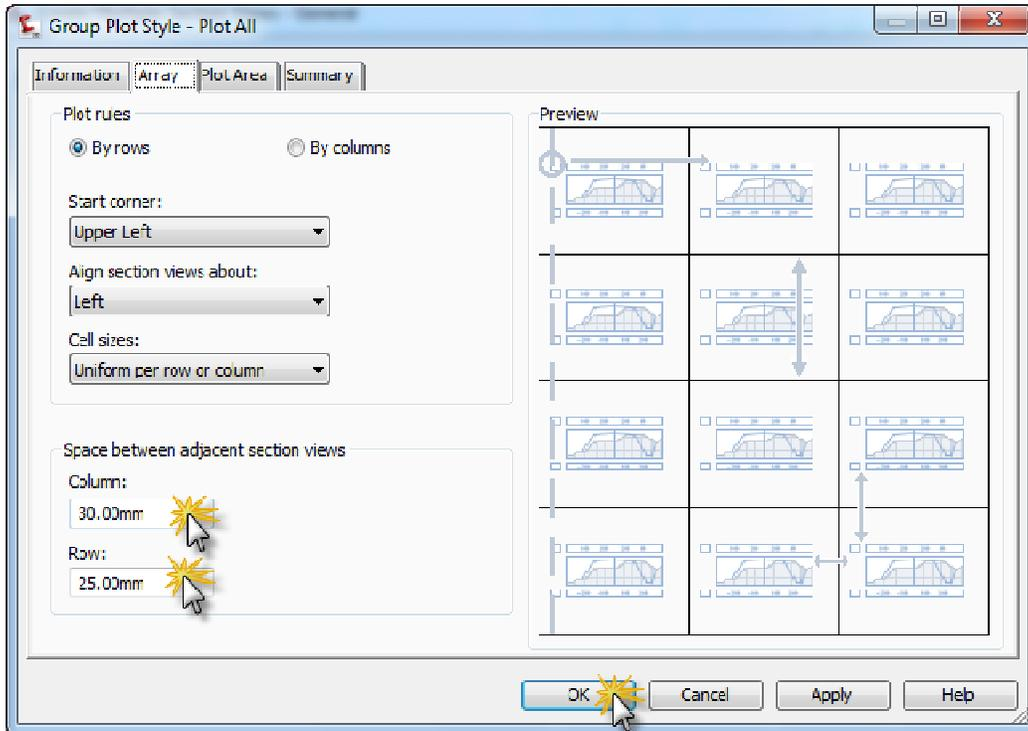 Group Plot Style - Plot All
Information Array Plot Area Summary
Plot rules
By rows By columns
Start corner:
Upper Left
Align section views about:
Left
Cell sizes:
Uniform per row or column
Space between adjacent section views
Column:
30.00mm
Row:
25.00mm
Preview
OK Cancel Apply Help